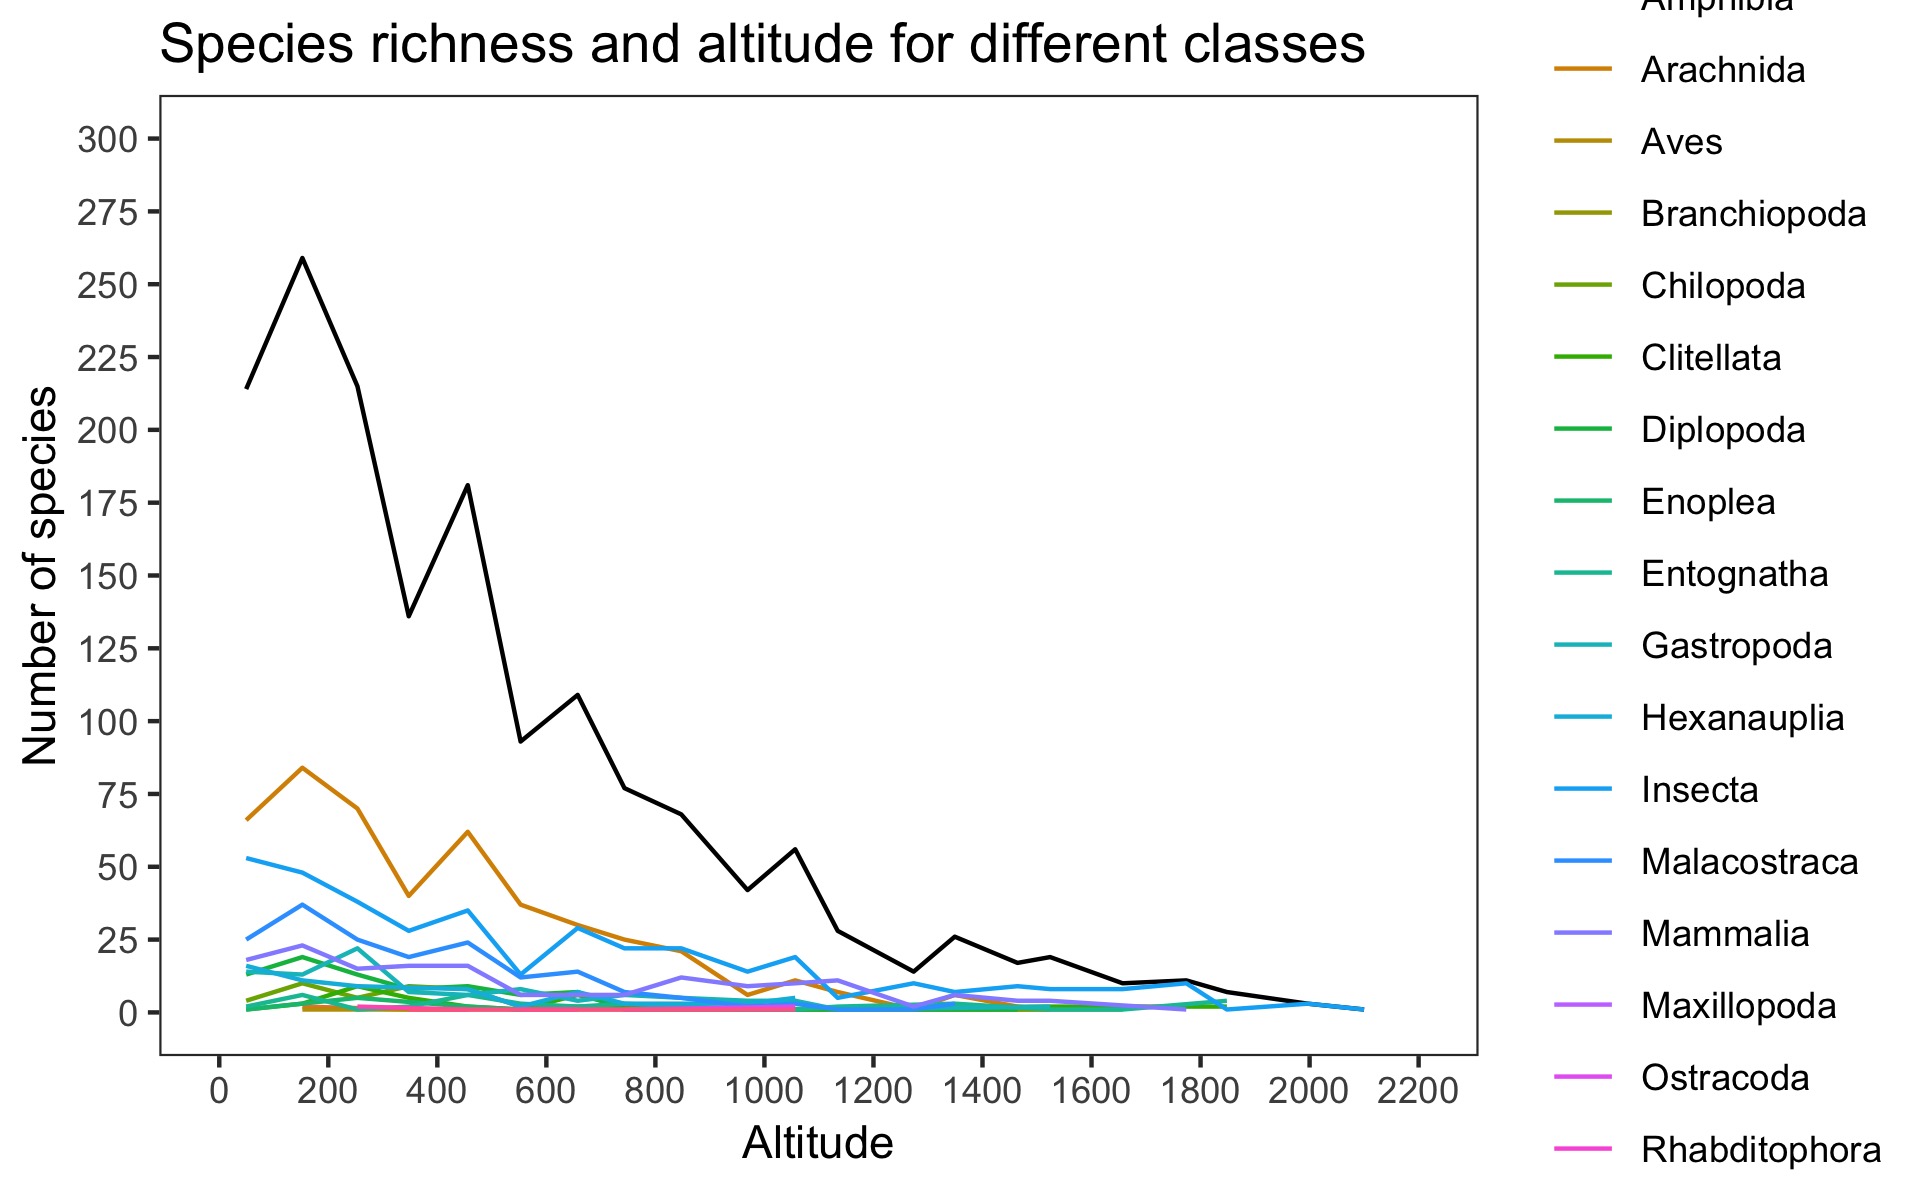 Species richness and altitude for different classes
Number of species
300
275
250
225
200
175
150
125
100
75
50
25
0
0 200 400 600 800 1000 1200 1400 1600 1800 2000 2200
Altitude
Amphibia
Arachnida
Aves
Branchiopoda
Chilopoda
Clitellata
Diplopoda
Enoplea
Entognatha
Gastropoda
Hexanauplia
Insecta
Malacostraca
Mammalia
Maxillopoda
Ostracoda
Rhabditophora